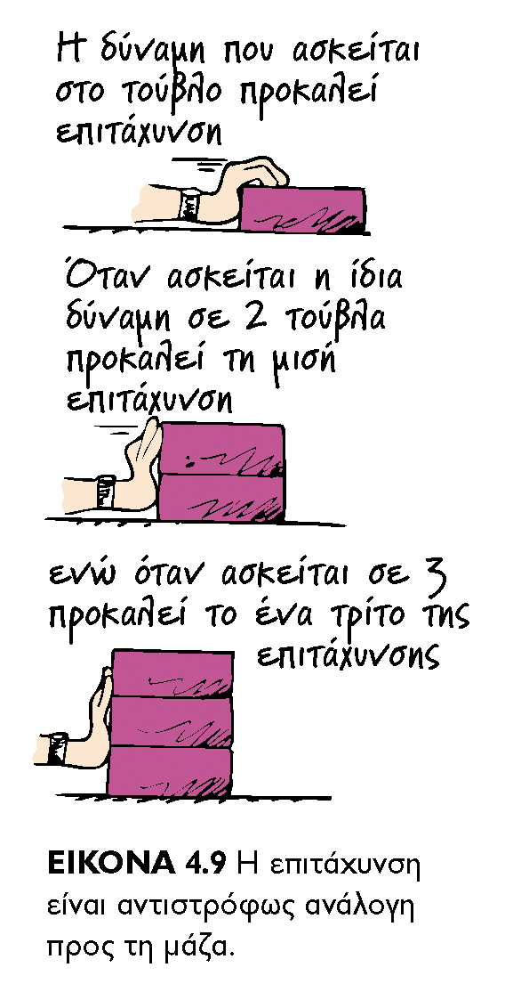 Η δύναμη που ασκείται
στο τούβλο προκαλεί
επιτάχυνση
Όταν ασκείται η ίδια
δύναμη σε 2 τούβλα
προκαλεί τη μισή
επιτάχυνση
ενώ όταν ασκείται σε 3
προκαλεί το ένα τρίτο της
επιτάχυνσης
ΕΙΚΟΝΑ 4.9 Η επιτάχυνση
είναι αντιστρόφως ανάλογη
προς τη μάζα.